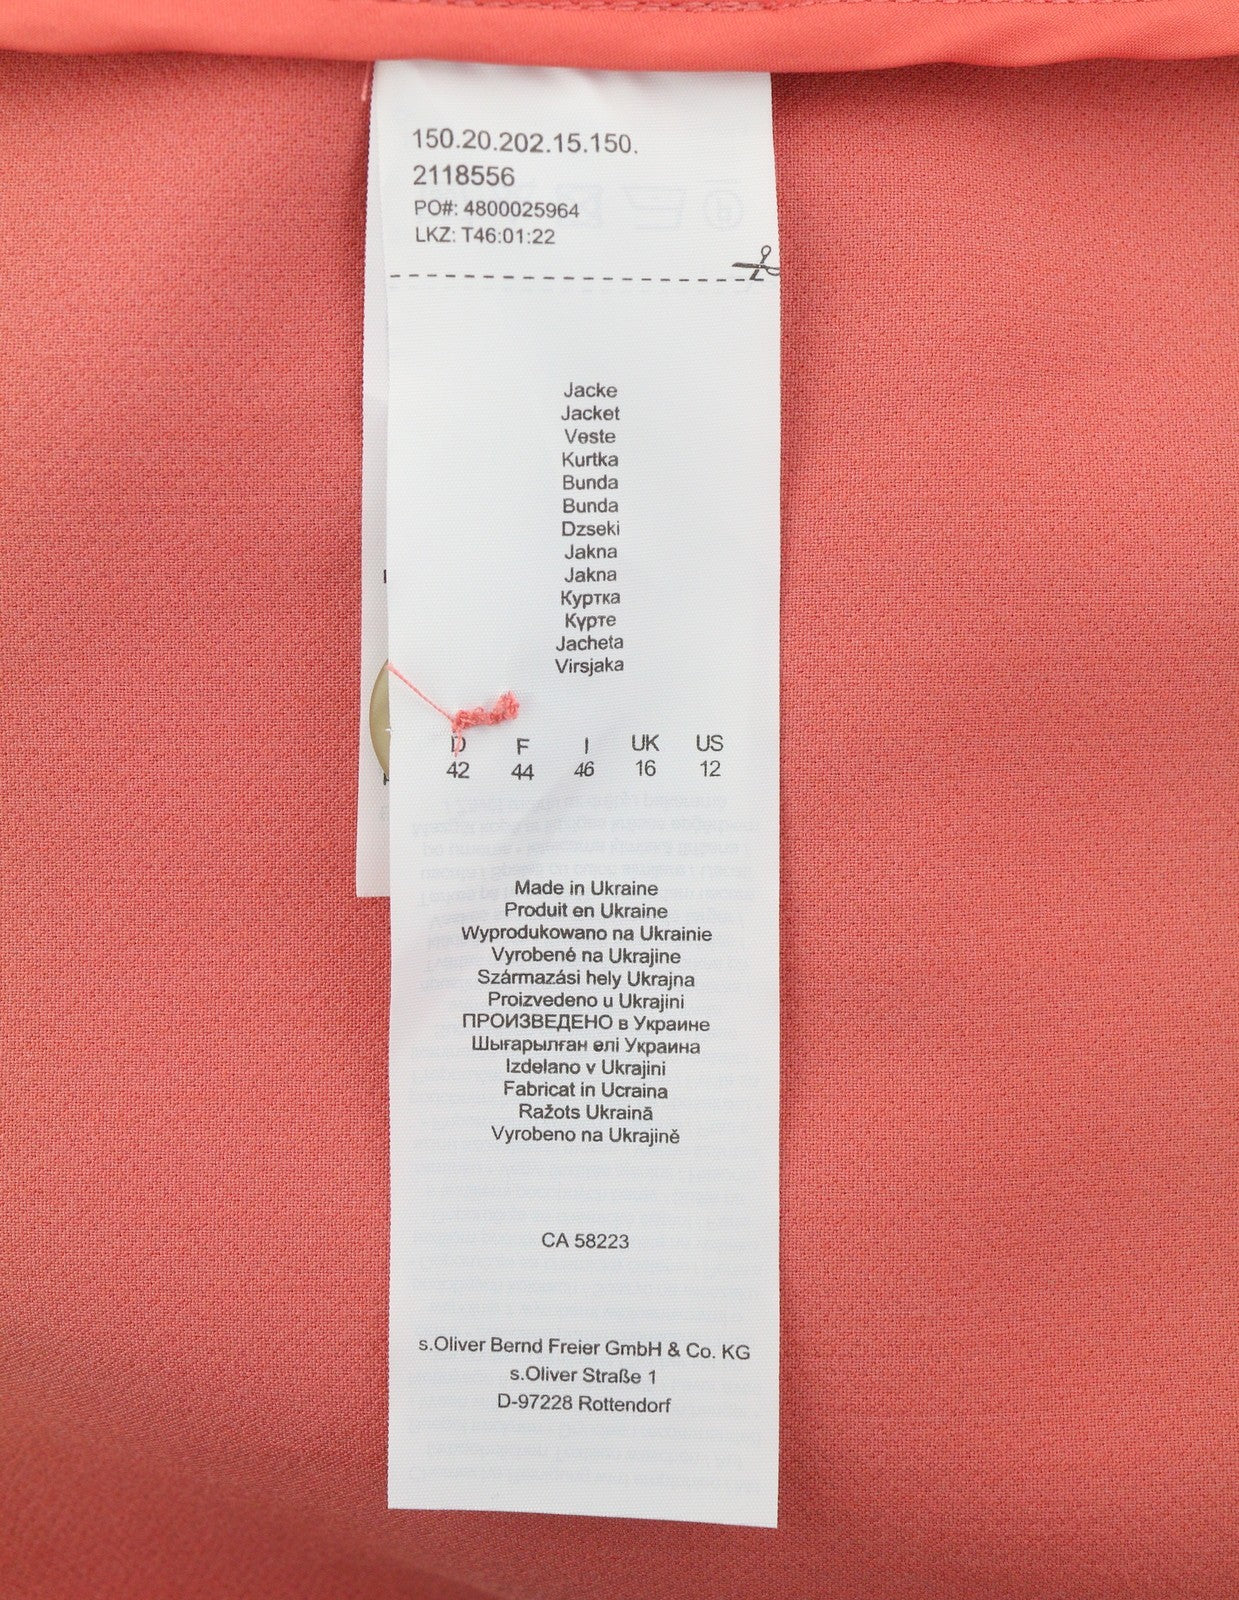 150.20.202.15.150.
2118556
PO#: 4800025964
LKZ: T46:01:22
Jacke
Jacket
Veste
Kurtka
Bunda
Bunda
Dzseki
Jakna
Jakna
Куртка
Күрте
Jacheta
Virsjaka
D F I UK US
42 44 46 16 12
Made in Ukraine
Produit en Ukraine
Wyprodukowano na Ukrainie
Vyrobené na Ukrajine
Származási hely Ukrajna
Proizvedeno u Ukrajini
ПРОИЗВЕДЕНО в Украине
Шығарылған елі Украина
Izdelano v Ukrajini
Fabricat in Ucraina
Ražots Ukrainā
Vyrobeno na Ukrajině
CA 58223
s.Oliver Bernd Freier GmbH & Co. KG
s.Oliver Straße 1
D-97228 Rottendorf